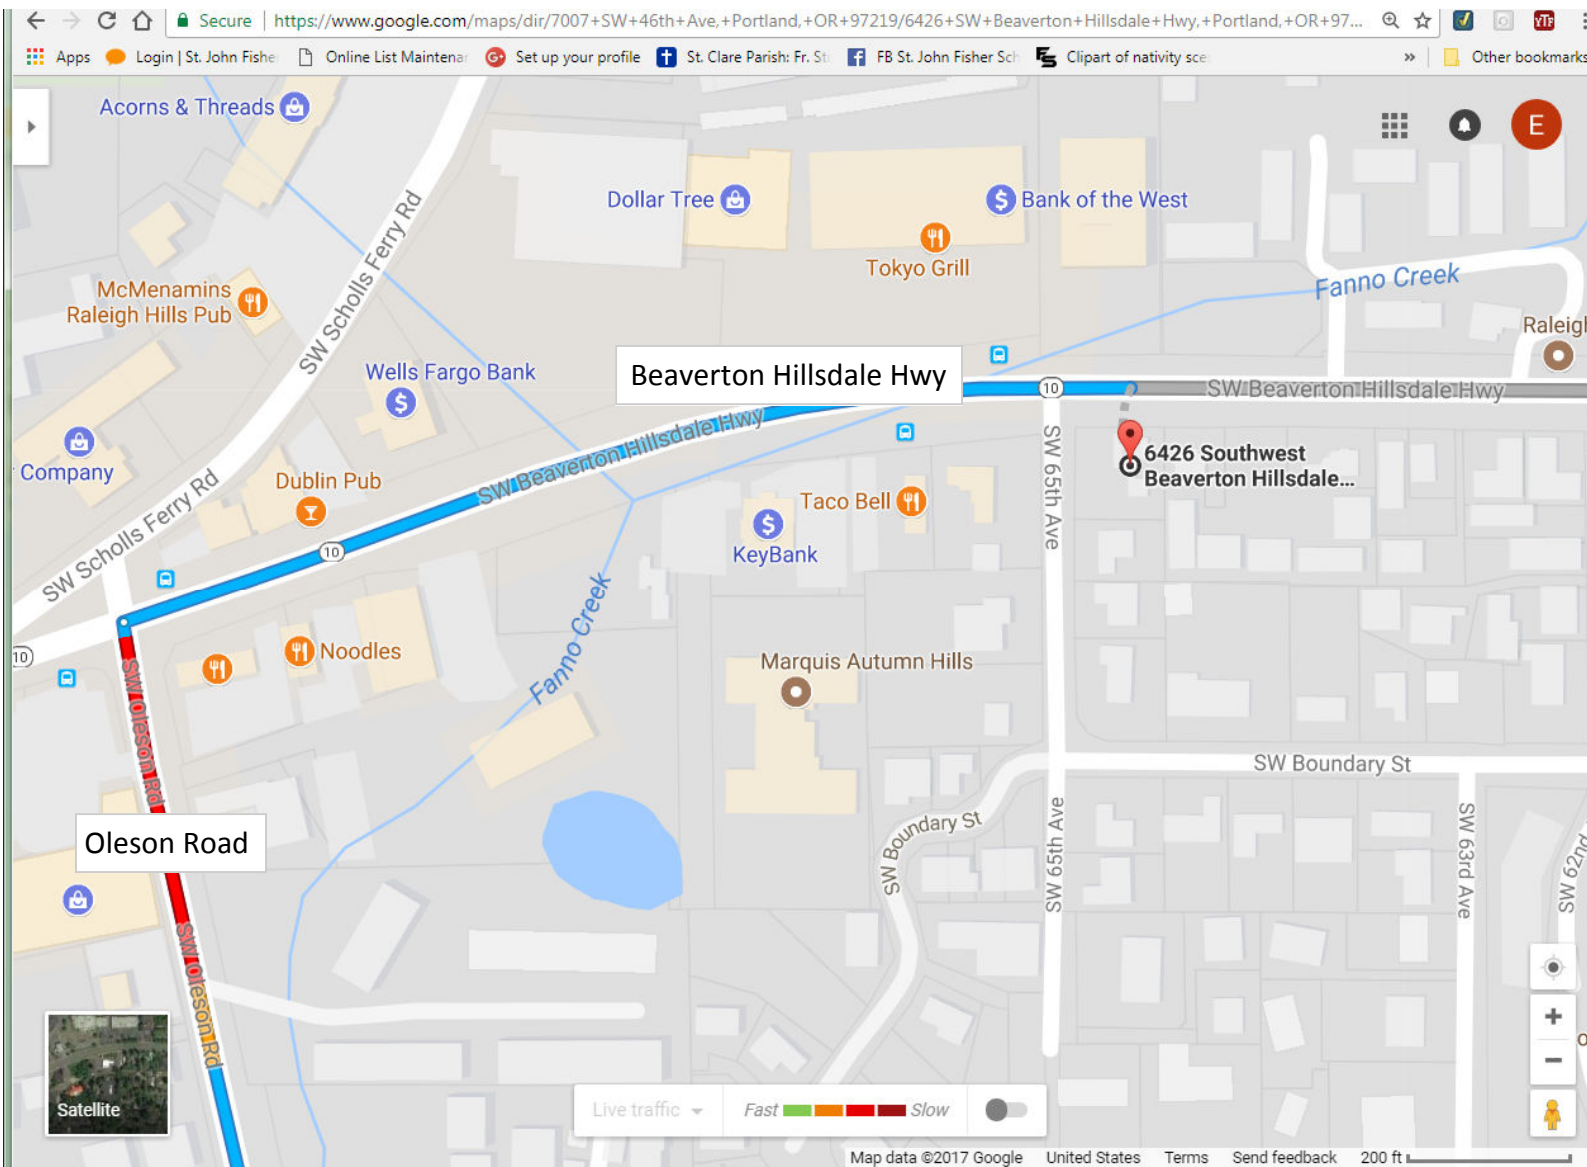 Secure | https://www.google.com/maps/dir/7007+SW+46th+Ave,+Portland,+OR+97219/6426+SW+Beaverton+Hillsdale+Hwy,+Portland,+OR+97...
YTF
Apps Login | St. John Fishe Online List Maintenan G+ Set up your profile St. Clare Parish: Fr. St FB St. John Fisher Sch Clipart of nativity sce » Other bookmarks
Acorns & Threads
E
Dollar Tree
Bank of the West
SW Scholls Ferry Rd
Tokyo Grill
Fanno Creek
McMenamins
Raleigh Hills Pub
Raleigh
Wells Fargo Bank
Beaverton Hillsdale Hwy
10
SW Beaverton Hillsdale Hwy
SW Beaverton Hillsdale Hwy
6426 Southwest
Beaverton Hillsdale...
SW 65th Ave
Company
Dublin Pub
SW Scholls Ferry Rd
Taco Bell
KeyBank
10
Fanno Creek
10
Noodles
Marquis Autumn Hills
SW Oleson Rd
SW Boundary St
Oleson Road
SW Boundary St
SW 65th Ave
SW 63rd Ave
SW 62nd
SW Oleson Rd
Satellite
Live traffic
Fast
Slow
Map data ©2017 Google United States Terms Send feedback 200 ft